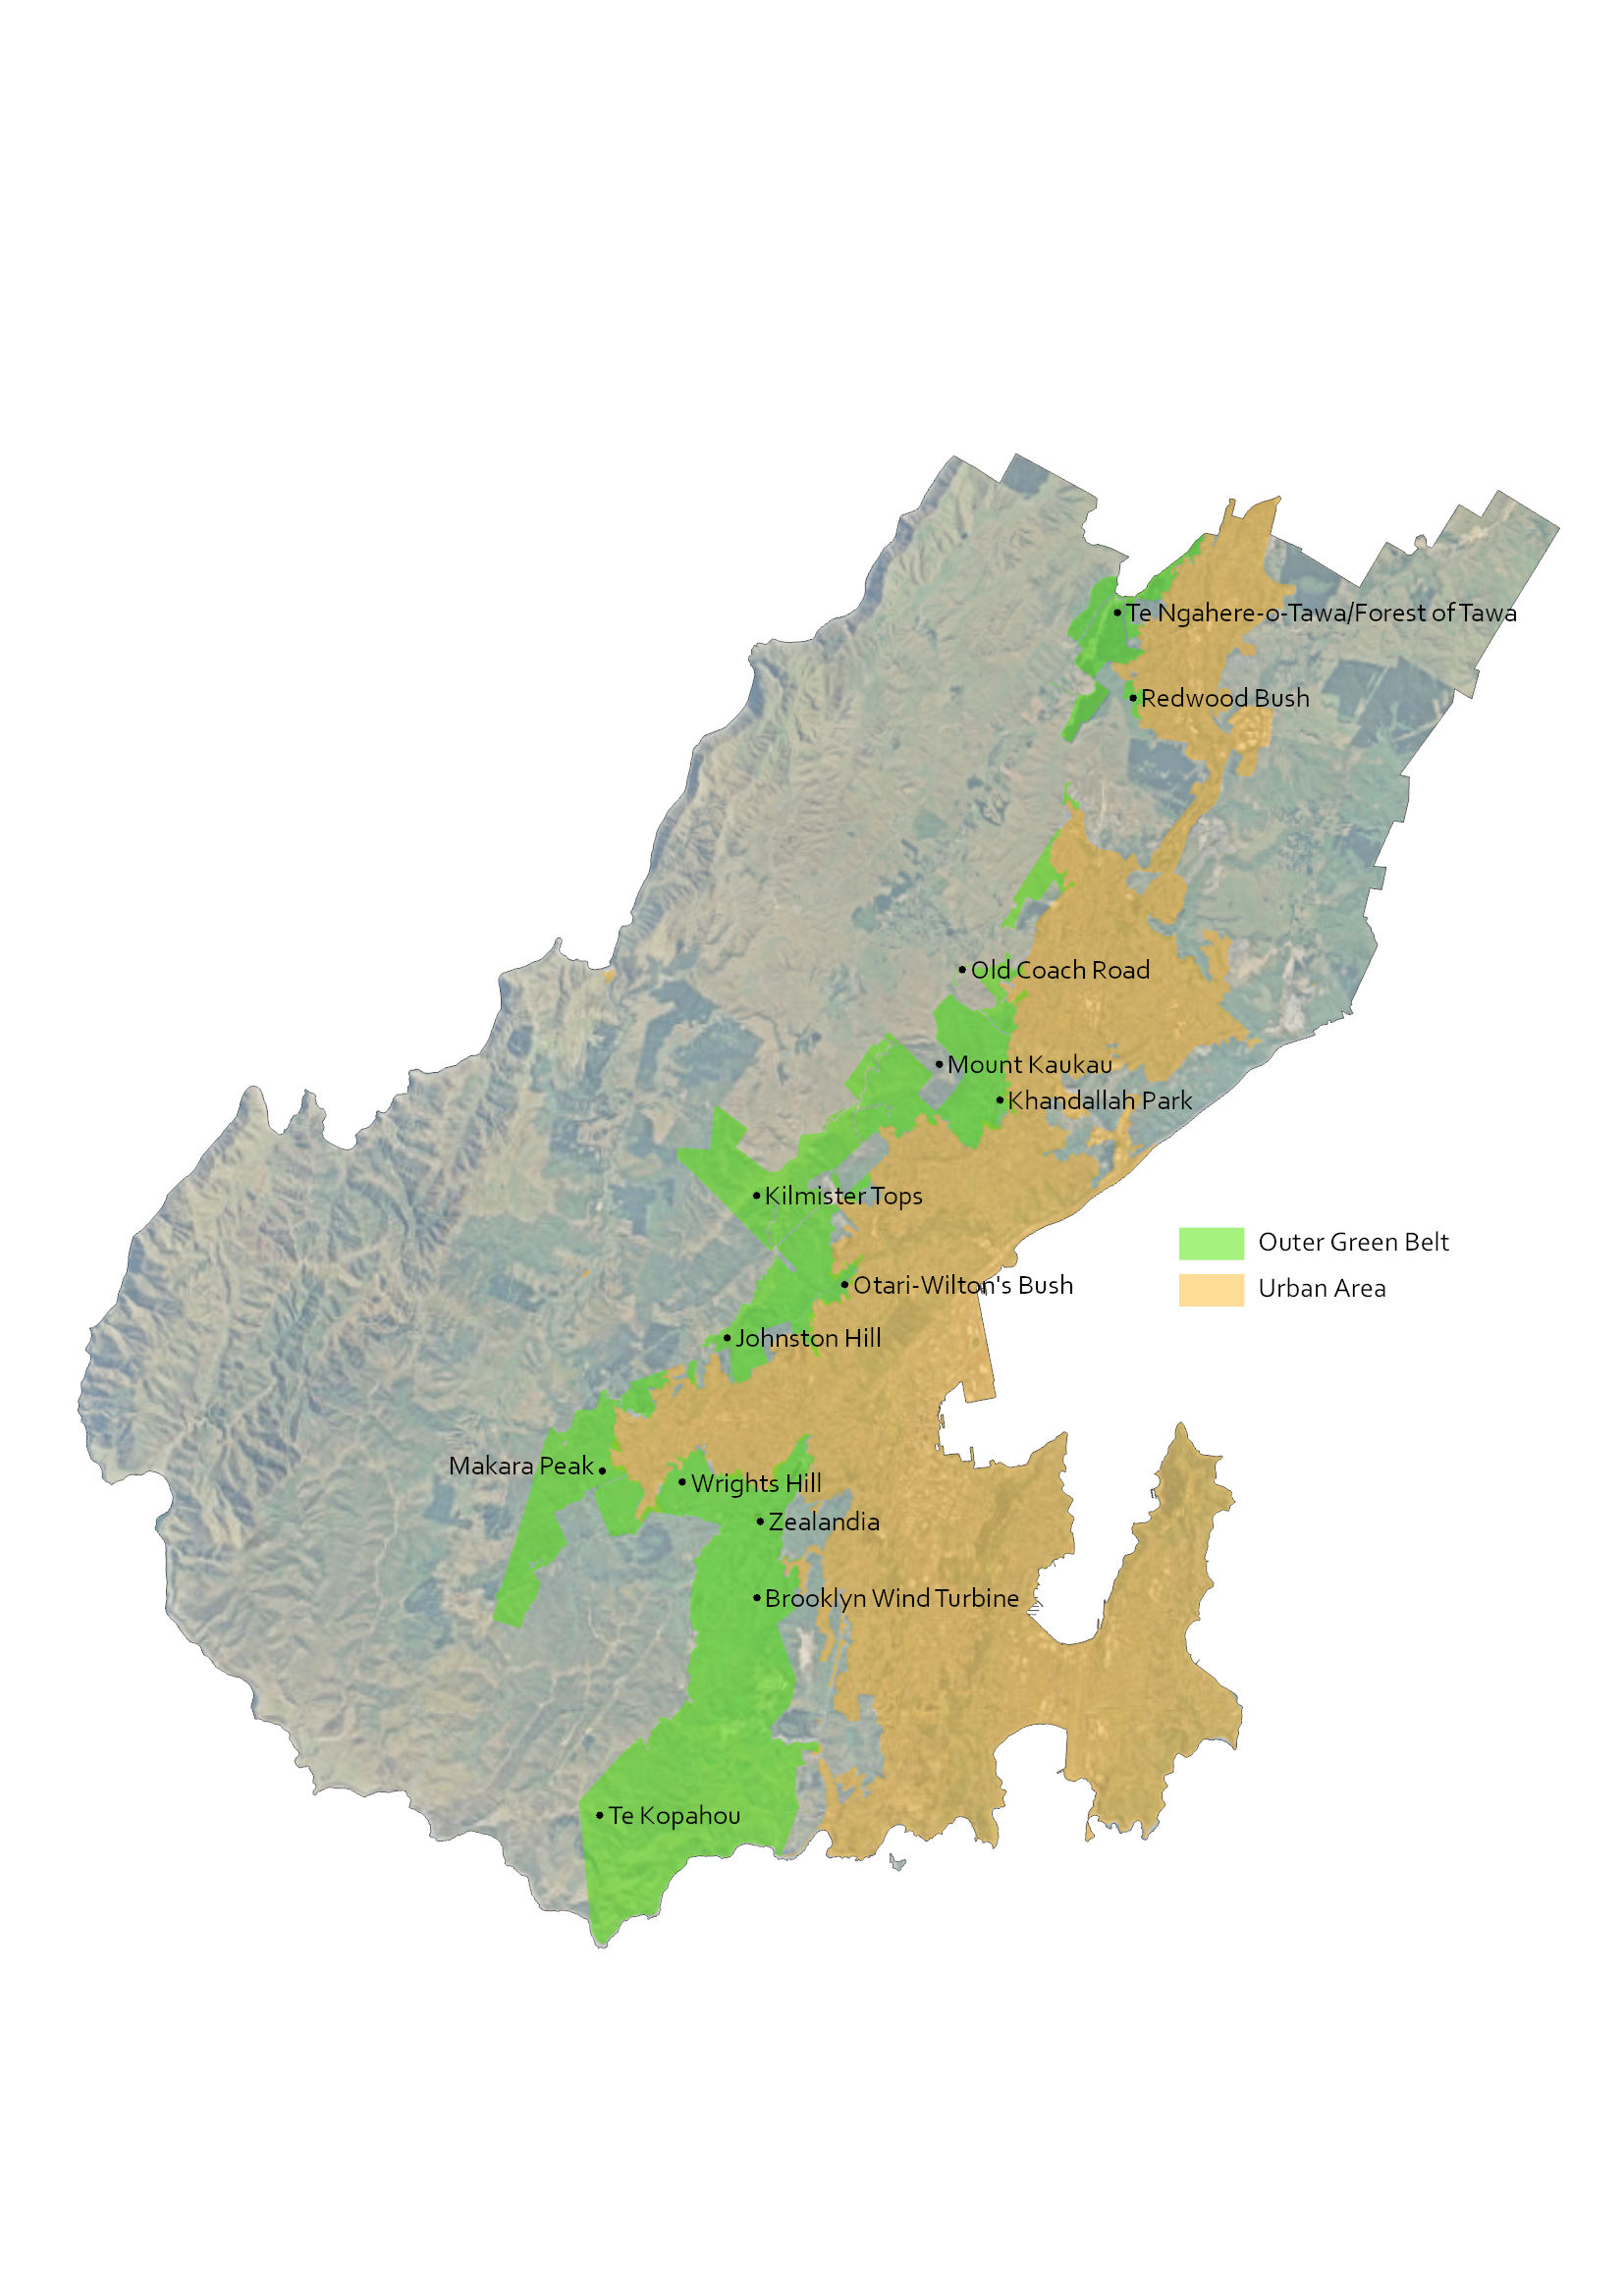 Te Ngahere-o-Tawa/Forest of Tawa
Redwood Bush
Old Coach Road
Mount Kaukau
Khandallah Park
Kilmister Tops
Outer Green Belt
Otari-Wilton's Bush
Urban Area
Johnston Hill
Makara Peak
Wrights Hill
Zealandia
Brooklyn Wind Turbine
Te Kopahou